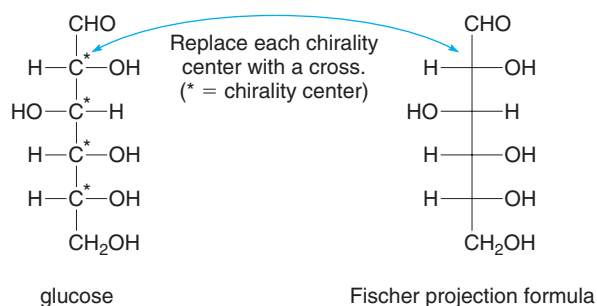 CHO CHO
Replace each chirality
H—C*—OH center with a cross. H OH
(* = chirality center)
HO—C*—H HO H
H—C*—OH H OH
H—C*—OH H OH
CH₂OH CH₂OH
glucose Fischer projection formula